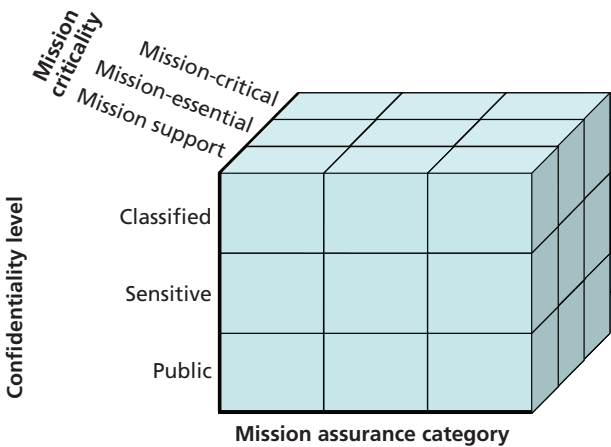 Mission
criticality
Mission-critical
Mission-essential
Mission support
Confidentiality level
Classified
Sensitive
Public
Mission assurance category